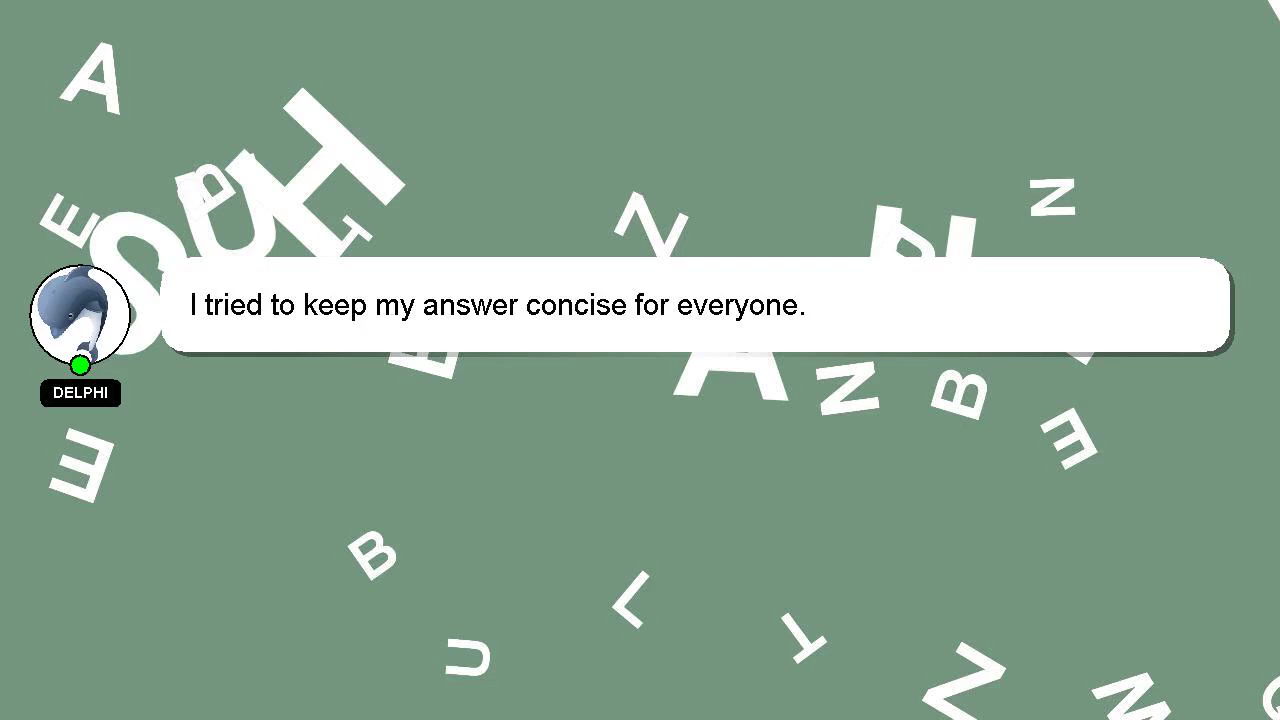 I tried to keep my answer concise for everyone.
DELPHI
A
E
S
U
H
Z
N
A
N
B
E
E
B
U
L
T
Z